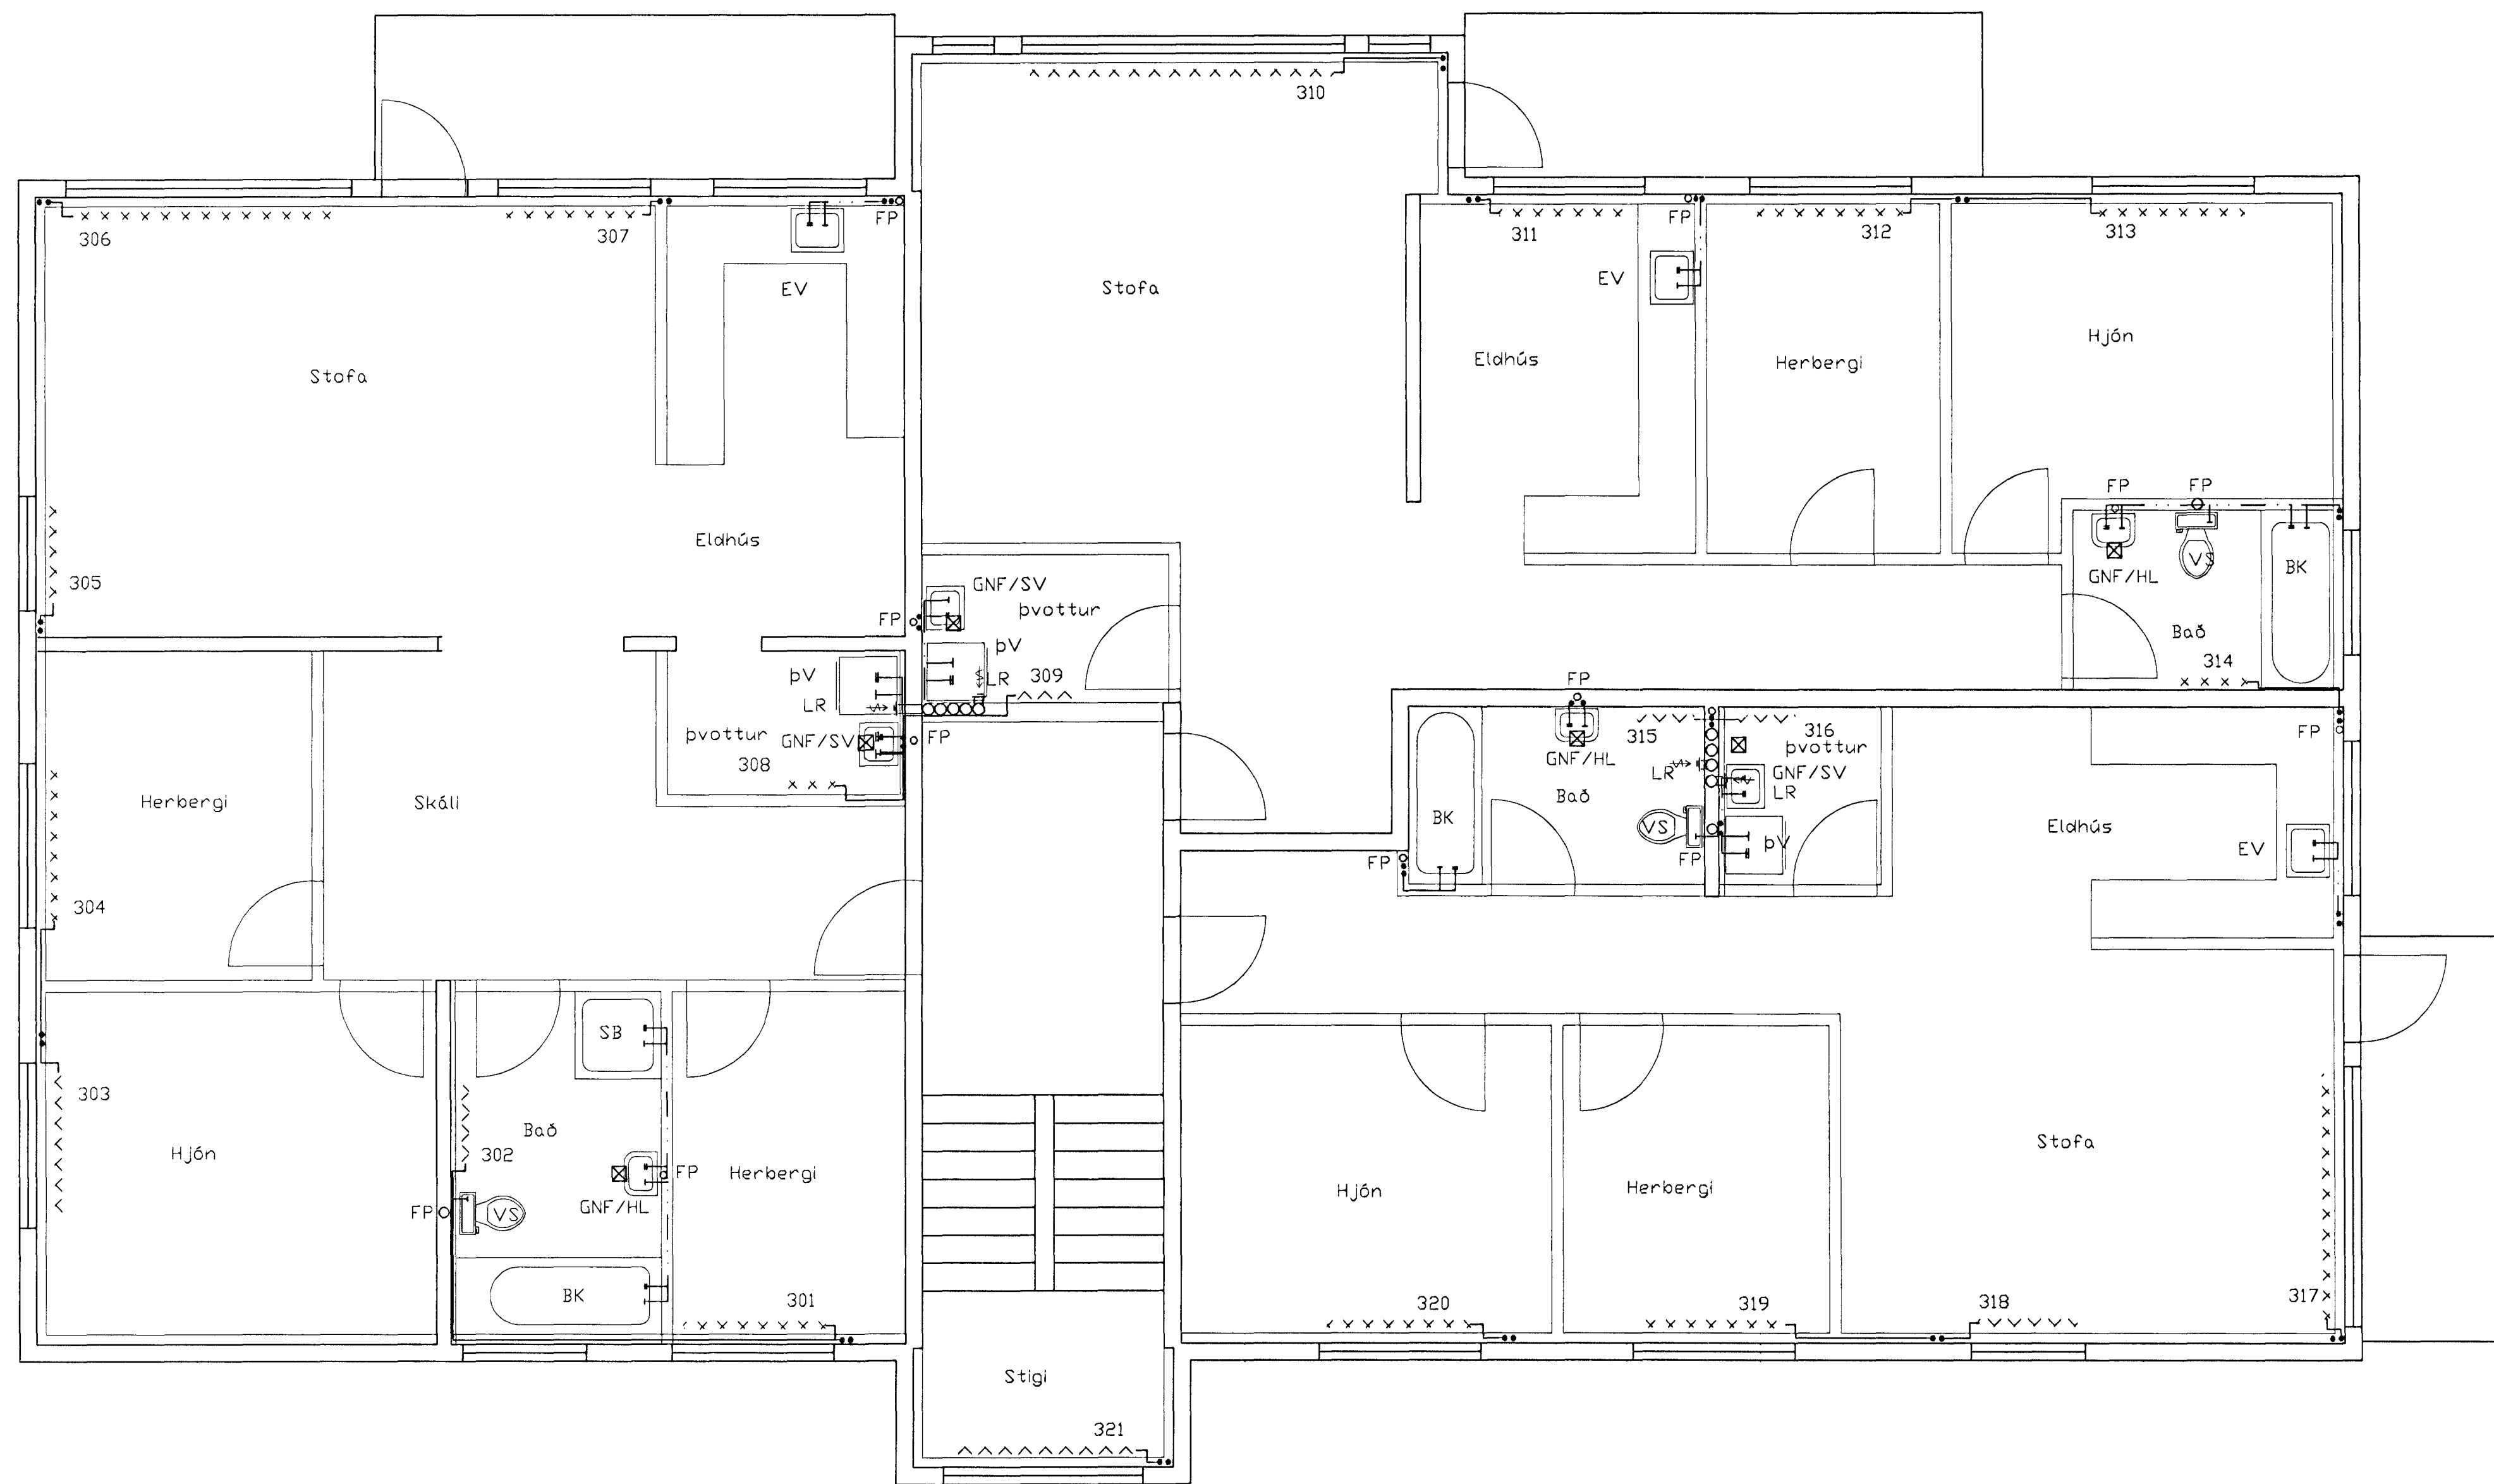 310
306
307
FP
FP
311
312
313
EV
EV
Stofa
Stofa
Eldhús
Herbergi
Hjón
Eldhús
305
FP
FP
GNF/SV
þvottur
FP
þV
LR
309
VS
BK
GNF/HL
Bað
314
þV
LR
þvottur
GNF/SV
FP
308
FP
315
316
þvottur
GNF/HL
LR
GNF/SV
LR
FP
Herbergi
Skáli
Bað
BK
VS
þV
Eldhús
EV
FP
FP
304
SB
303
Bað
302
Hjón
FP
Herbergi
GNF/HL
FP
VS
BK
301
Stofa
Hjón
Herbergi
320
319
318
317
Stigi
321